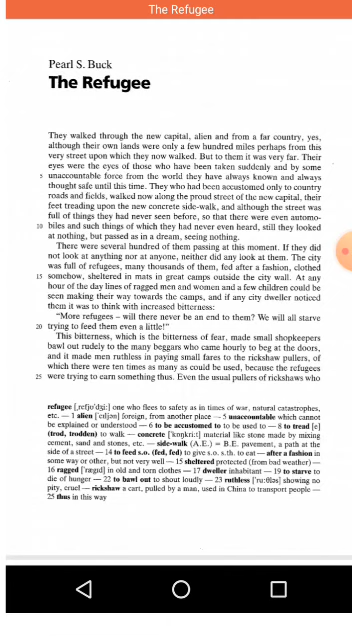 The Refugee
Pearl S. Buck
The Refugee
They walked through the new capital, alien and from a far country, yes,
although their own lands were only a few hundred miles perhaps from this
very street upon which they now walked. But to them it was very far. Their
eyes were the eyes of those who have been taken suddenly and by some
5 unaccountable force from the world they have always known and always
thought safe until this time. They who had been accustomed only to country
roads and fields, walked now along the proud street of the new capital, their
feet treading upon the new concrete side-walk, and although the street was
full of things they had never seen before, so that there were even automo-
10 biles and such things of which they had never even heard, still they looked
at nothing, but passed as in a dream, seeing nothing.
There were several hundred of them passing at this moment. If they did
not look at anything nor at anyone, neither did any look at them. The city
was full of refugees, many thousands of them, fed after a fashion, clothed
15 somehow, sheltered in mats in great camps outside the city wall. At any
hour of the day lines of ragged men and women and a few children could be
seen making their way towards the camps, and if any city dweller noticed
them it was to think with increased bitterness:
"More refugees – will there never be an end to them? We will all starve
20 trying to feed them even a little!"
This bitterness, which is the bitterness of fear, made small shopkeepers
bawl out rudely to the many beggars who came hourly to beg at the doors,
and it made men ruthless in paying small fares to the rickshaw pullers, of
which there were ten times as many as could be used, because the refugees
25 were trying to earn something thus. Even the usual pullers of rickshaws who
refugee [ˌrefjo'dʒiː] one who flees to safety as in times of war, natural catastrophes,
etc. — 1 alien ['eɪljən] foreign, from another place — 5 unaccountable which cannot
be explained or understood — 6 to be accustomed to to be used to — 8 to tread [e]
(trod, trodden) to walk — concrete ['kɒŋkriːt] material like stone made by mixing
cement, sand and stones, etc. — side-walk (A.E.) = B.E. pavement, a path at the
side of a street — 14 to feed s.o. (fed, fed) to give s.o. s.th. to eat — after a fashion in
some way or other, but not very well — 15 sheltered protected (from bad weather) —
16 ragged ['rægɪd] in old and torn clothes — 17 dweller inhabitant — 19 to starve to
die of hunger — 22 to bawl out to shout loudly — 23 ruthless ['ruːθləs] showing no
pity, cruel — rickshaw a cart, pulled by a man, used in China to transport people —
25 thus in this way